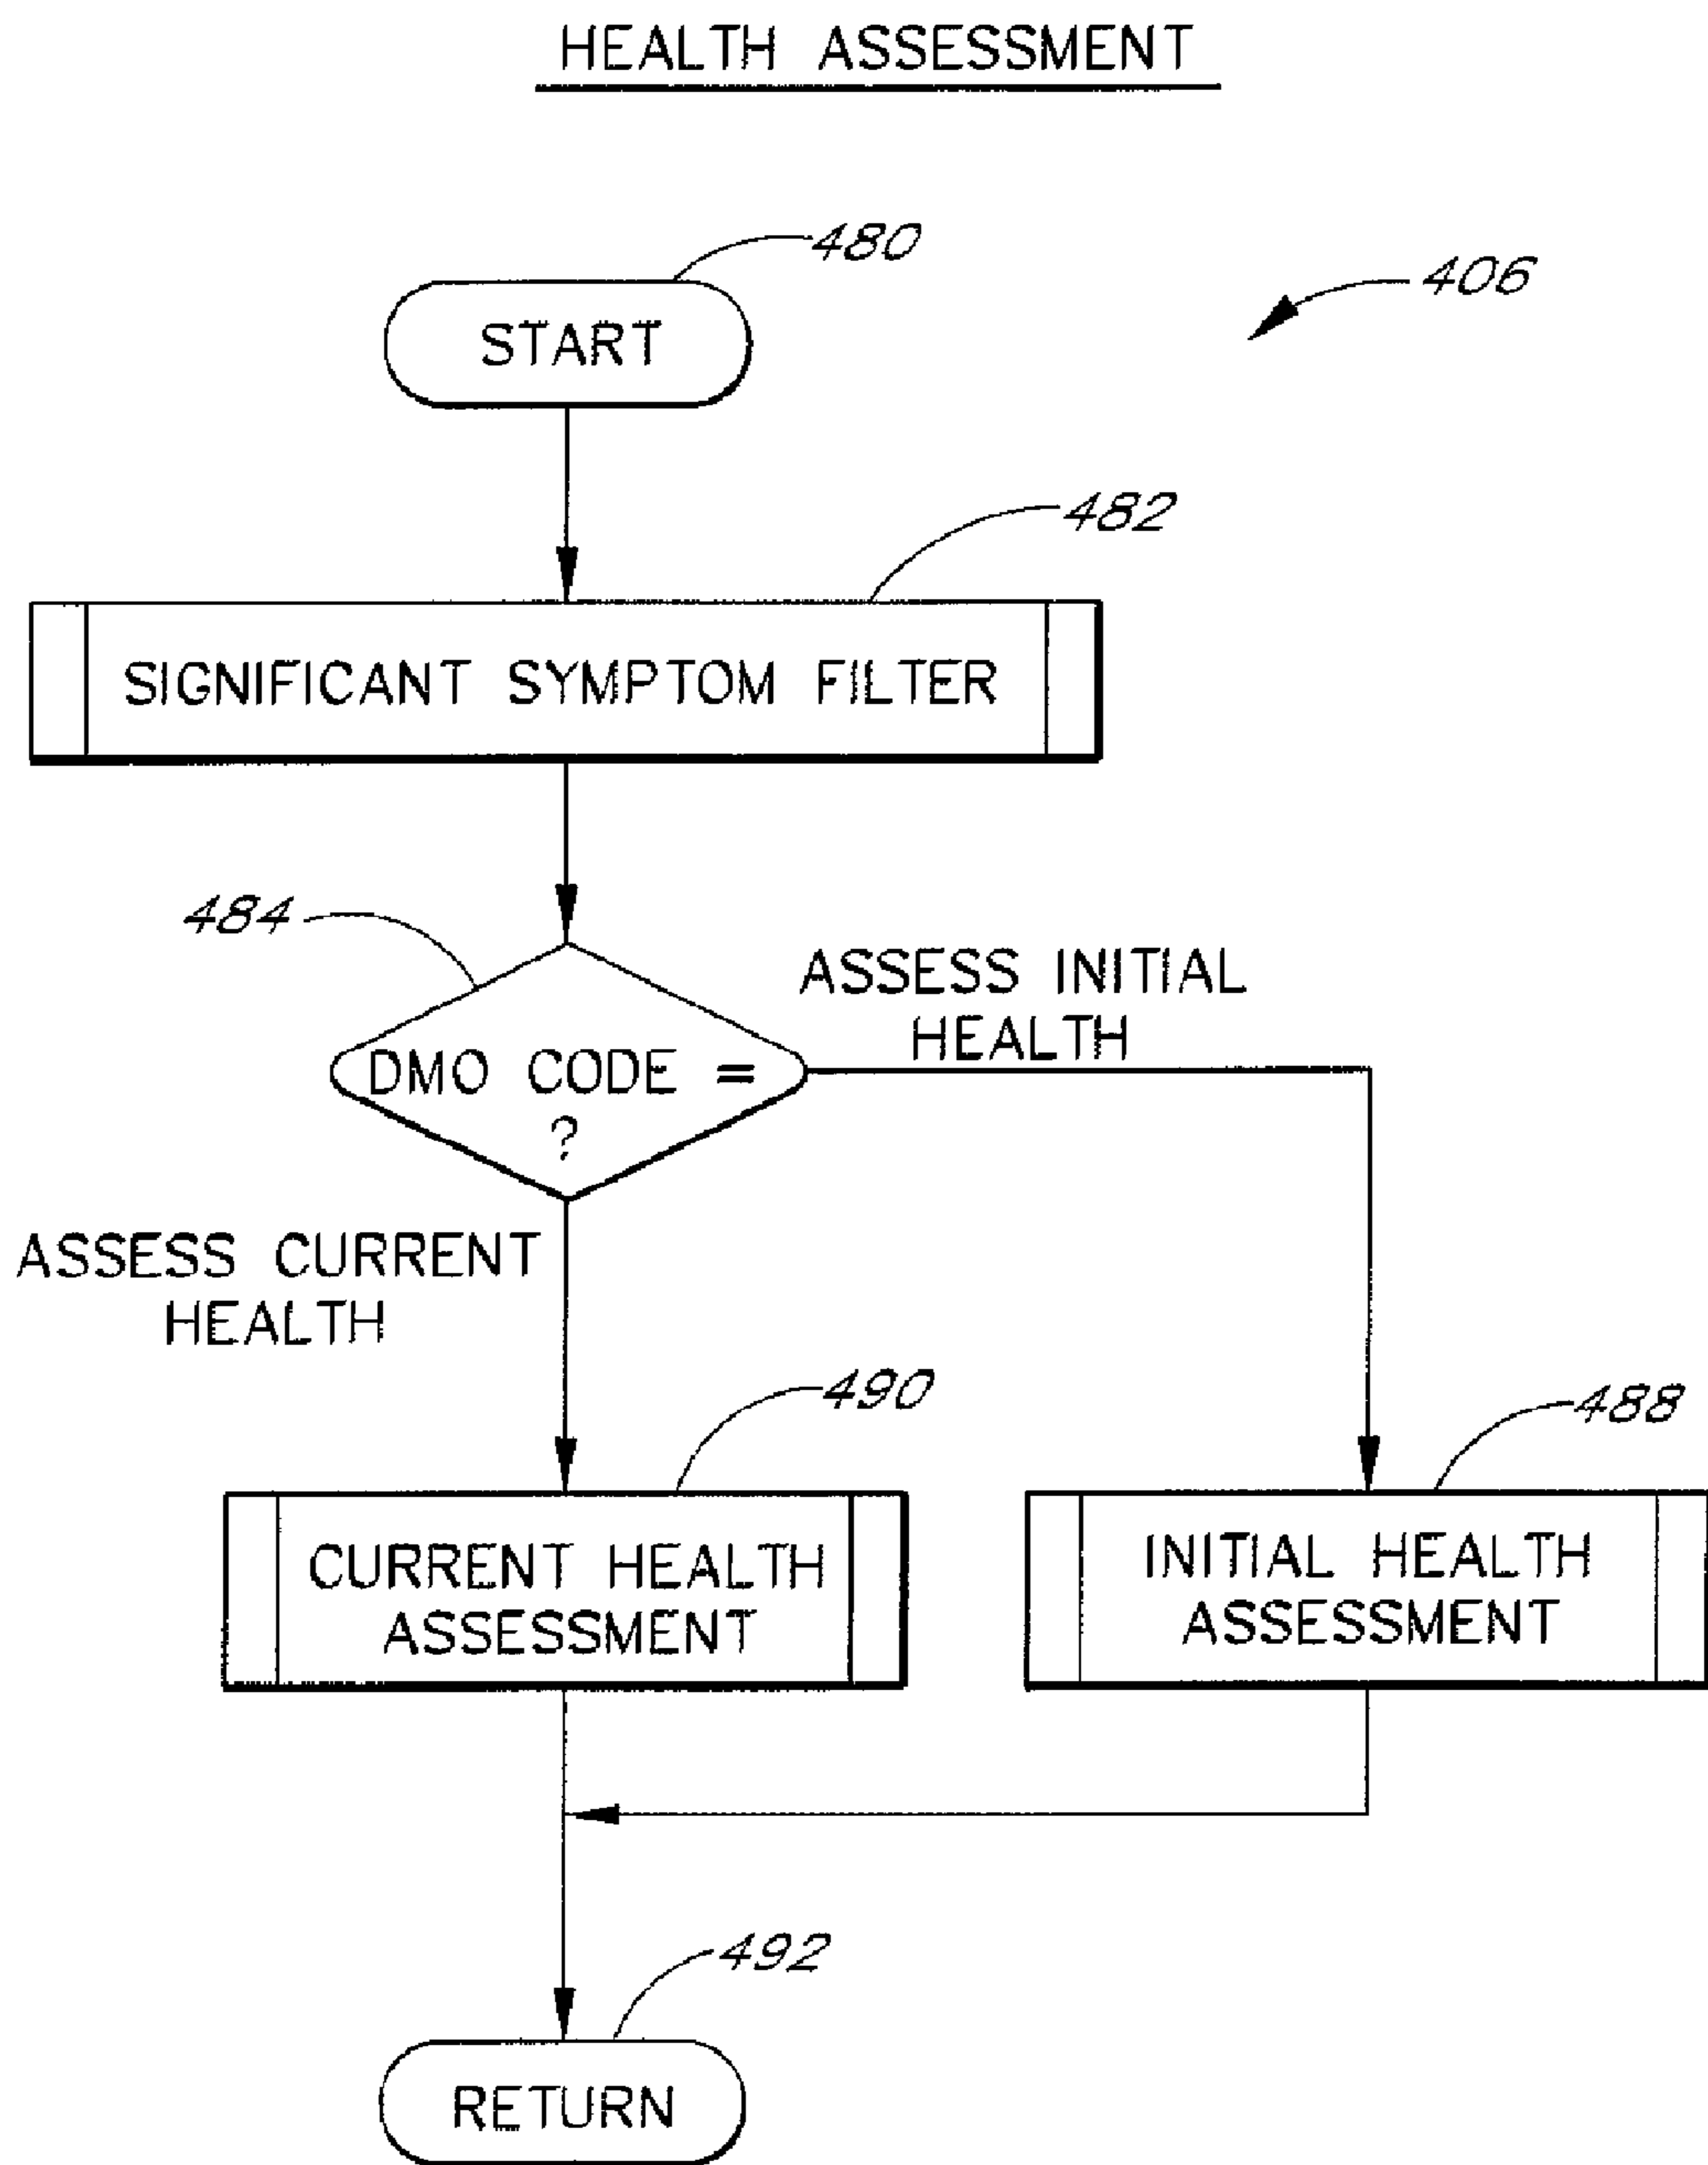 HEALTH ASSESSMENT
480
406
START
482
SIGNIFICANT SYMPTOM FILTER
484
ASSESS INITIAL
HEALTH
DMO CODE =
?
ASSESS CURRENT
HEALTH
490
488
CURRENT HEALTH
ASSESSMENT
INITIAL HEALTH
ASSESSMENT
492
RETURN